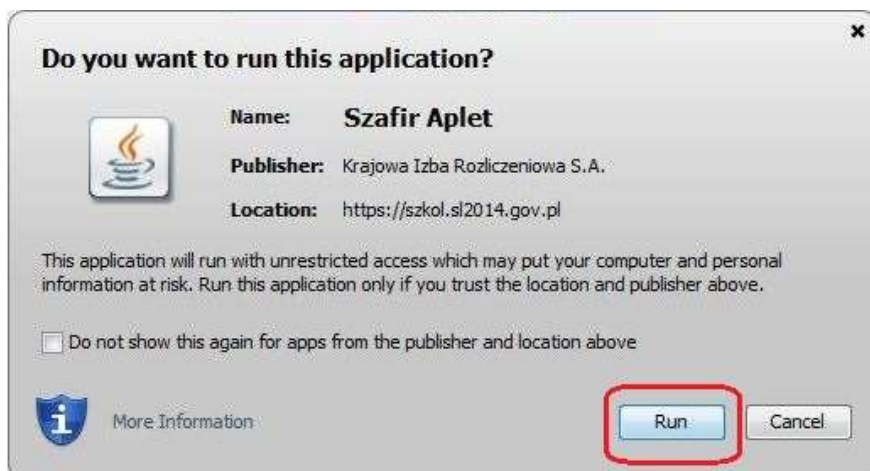 Do you want to run this application?
Name: Szafir Aplet
Publisher: Krajowa Izba Rozliczeniowa S.A.
Location: https://szkol.sl2014.gov.pl
This application will run with unrestricted access which may put your computer and personal
information at risk. Run this application only if you trust the location and publisher above.
Do not show this again for apps from the publisher and location above
More Information
Run
Cancel